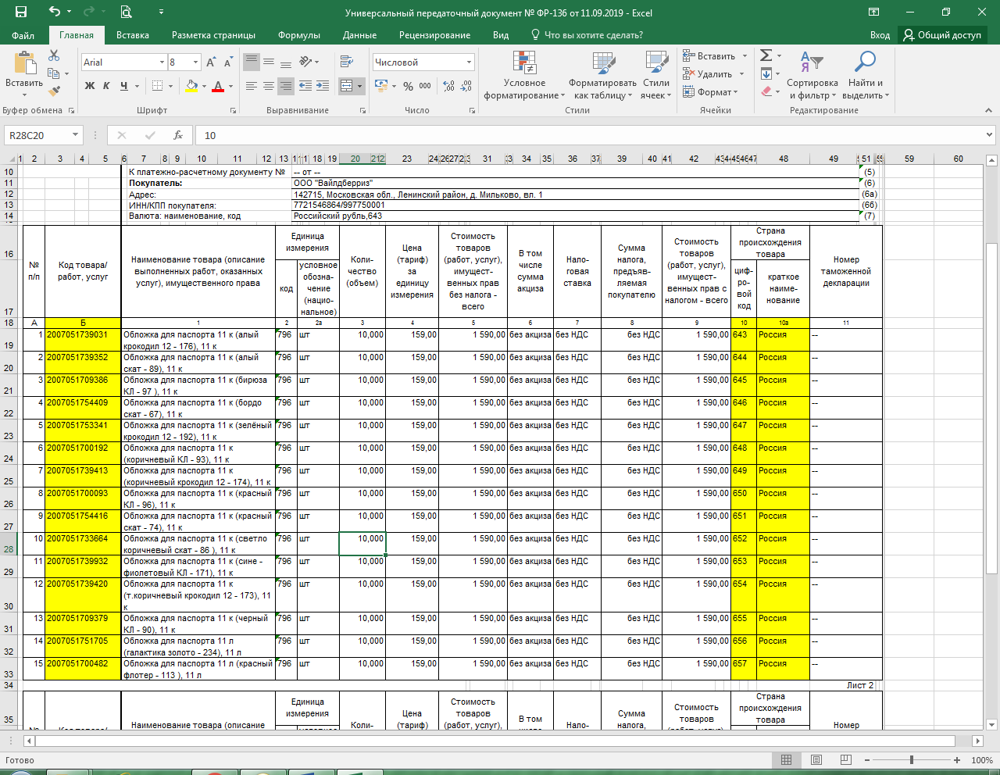 Универсальный передаточный документ № ФР-136 от 11.09.2019 - Excel
Файл Главная Вставка Разметка страницы Формулы Данные Рецензирование Вид Что вы хотите сделать? Вход Общий доступ
Вставить
Буфер обмена
Arial 8
Ж К Ч
Шрифт
Выравнивание
Числовой
% 000
Число
Условное форматирование
Форматировать как таблицу
Стили ячеек
Стили
Вставить
Удалить
Формат
Ячейки
Сортировка и фильтр
Найти и выделить
Редактирование
R28C20 fx 10
1 2 3 4 5 6 7 8 9 10 11 12 13 18 19 20 23 31 34 35 36 37 39 40 41 42 48 49 51 59 60
10 К платежно-расчетному документу № -- от -- (5)
11 Покупатель: ООО "Вайлдберриз" (6)
12 Адрес: 142715, Московская обл., Ленинский район, д. Мильково, вл. 1 (6а)
13 ИНН/КПП покупателя: 7721546864/997750001 (6б)
14 Валюта: наименование, код Российский рубль,643 (7)
16
17
№ п/п
Код товара/ работ, услуг
Наименование товара (описание выполненных работ, оказанных услуг), имущественного права
Единица измерения
код
условное обозна- чение (нацио- нальное)
Коли- чество (объем)
Цена (тариф) за единицу измерения
Стоимость товаров (работ, услуг), имущест- венных прав без налога - всего
В том числе сумма акциза
Нало- говая ставка
Сумма налога, предъяв- ляемая покупателю
Стоимость товаров (работ, услуг), имущест- венных прав с налогом - всего
Страна происхождения товара
циф- ро- вой код
краткое наиме- нование
Номер таможенной декларации
18 А Б 1 2 2а 3 4 5 6 7 8 9 10 10а 11
19 1 2007051739031 Обложка для паспорта 11 к (алый крокодил 12 - 176), 11 к 796 шт 10,000 159,00 1 590,00 без акциза без НДС без НДС 1 590,00 643 Россия --
20 2 2007051739352 Обложка для паспорта 11 к (алый скат - 89), 11 к 796 шт 10,000 159,00 1 590,00 без акциза без НДС без НДС 1 590,00 644 Россия --
21 3 2007051709386 Обложка для паспорта 11 к (бирюза КЛ - 97 ), 11 к 796 шт 10,000 159,00 1 590,00 без акциза без НДС без НДС 1 590,00 645 Россия --
22 4 2007051754409 Обложка для паспорта 11 к (бордо скат - 67), 11 к 796 шт 10,000 159,00 1 590,00 без акциза без НДС без НДС 1 590,00 646 Россия --
23 5 2007051753341 Обложка для паспорта 11 к (зелёный крокодил 12 - 192), 11 к 796 шт 10,000 159,00 1 590,00 без акциза без НДС без НДС 1 590,00 647 Россия --
24 6 2007051700192 Обложка для паспорта 11 к (коричневый КЛ - 93), 11 к 796 шт 10,000 159,00 1 590,00 без акциза без НДС без НДС 1 590,00 648 Россия --
25 7 2007051739413 Обложка для паспорта 11 к (коричневый крокодил 12 - 174), 11 к 796 шт 10,000 159,00 1 590,00 без акциза без НДС без НДС 1 590,00 649 Россия --
26 8 2007051700093 Обложка для паспорта 11 к (красный КЛ - 96), 11 к 796 шт 10,000 159,00 1 590,00 без акциза без НДС без НДС 1 590,00 650 Россия --
27 9 2007051754416 Обложка для паспорта 11 к (красный скат - 74), 11 к 796 шт 10,000 159,00 1 590,00 без акциза без НДС без НДС 1 590,00 651 Россия --
28 10 2007051733664 Обложка для паспорта 11 к (светло коричневый скат - 86 ), 11 к 796 шт 10,000 159,00 1 590,00 без акциза без НДС без НДС 1 590,00 652 Россия --
29 11 2007051739932 Обложка для паспорта 11 к (сине - фиолетовый КЛ - 171), 11 к 796 шт 10,000 159,00 1 590,00 без акциза без НДС без НДС 1 590,00 653 Россия --
30 12 2007051739420 Обложка для паспорта 11 к (т.коричневый крокодил 12 - 173), 11 к 796 шт 10,000 159,00 1 590,00 без акциза без НДС без НДС 1 590,00 654 Россия --
31 13 2007051709379 Обложка для паспорта 11 к (черный КЛ - 90), 11 к 796 шт 10,000 159,00 1 590,00 без акциза без НДС без НДС 1 590,00 655 Россия --
32 14 2007051751705 Обложка для паспорта 11 л (галактика золото - 234), 11 л 796 шт 10,000 159,00 1 590,00 без акциза без НДС без НДС 1 590,00 656 Россия --
33 15 2007051700482 Обложка для паспорта 11 л (красный флотер - 113 ), 11 л 796 шт 10,000 159,00 1 590,00 без акциза без НДС без НДС 1 590,00 657 Россия --
34 Лист 2
35
Наименование товара (описание
Единица измерения
Коли-
Цена (тариф)
Стоимость товаров (работ, услуг),
В том
Нало-
Сумма налога,
Стоимость товаров
Страна происхождения товара
Номер
Готово 100%